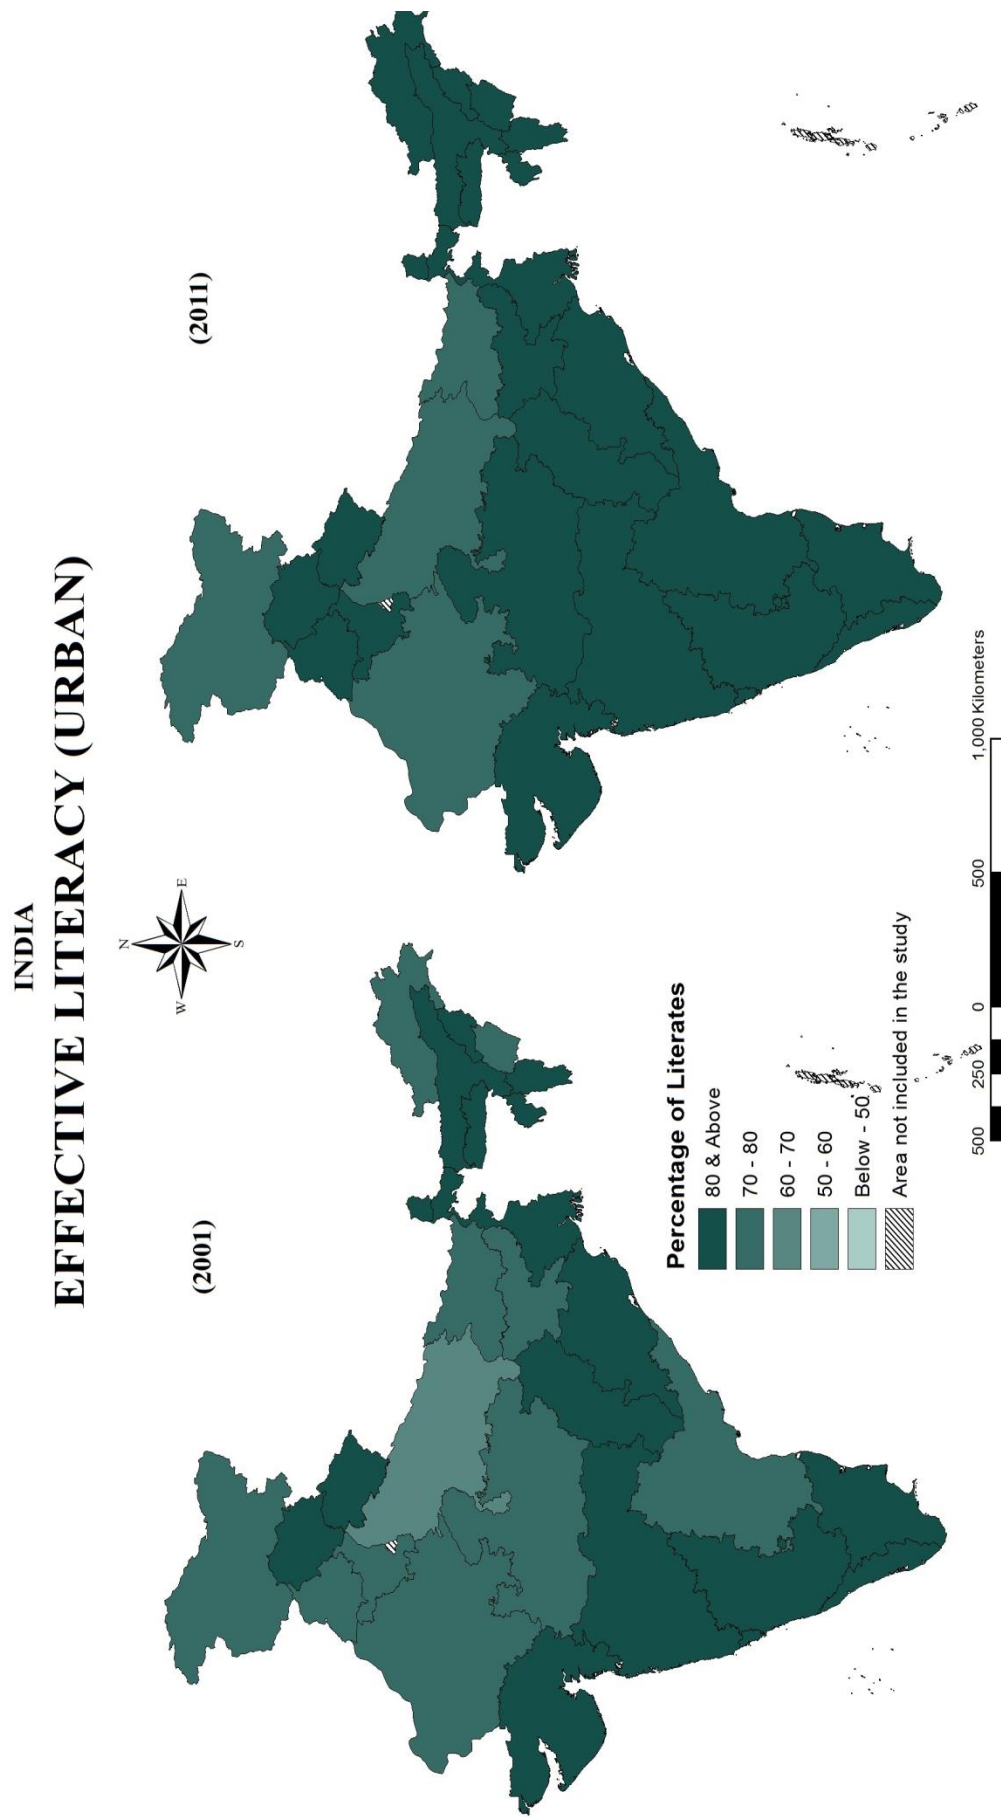 INDIA
EFFECTIVE LITERACY (URBAN)
N
W
E
S
(2001)
(2011)
Percentage of Literates
80 & Above
70 - 80
60 - 70
50 - 60
Below - 50
Area not included in the study
500 250 0 500 1,000 Kilometers